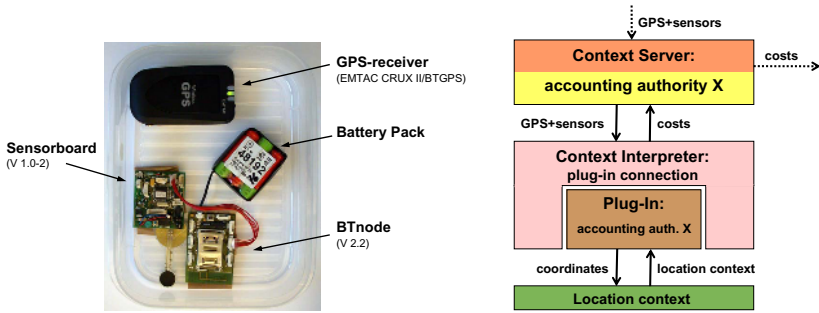 GPS-receiver
(EMTAC CRUX II/BTGPS)
Battery Pack
Sensorboard
(V 1.0-2)
BTnode
(V 2.2)
GPS
GPS+sensors
Context Server:
accounting authority X
costs
GPS+sensors
costs
Context Interpreter:
plug-in connection
Plug-In:
accounting auth. X
coordinates
location context
Location context